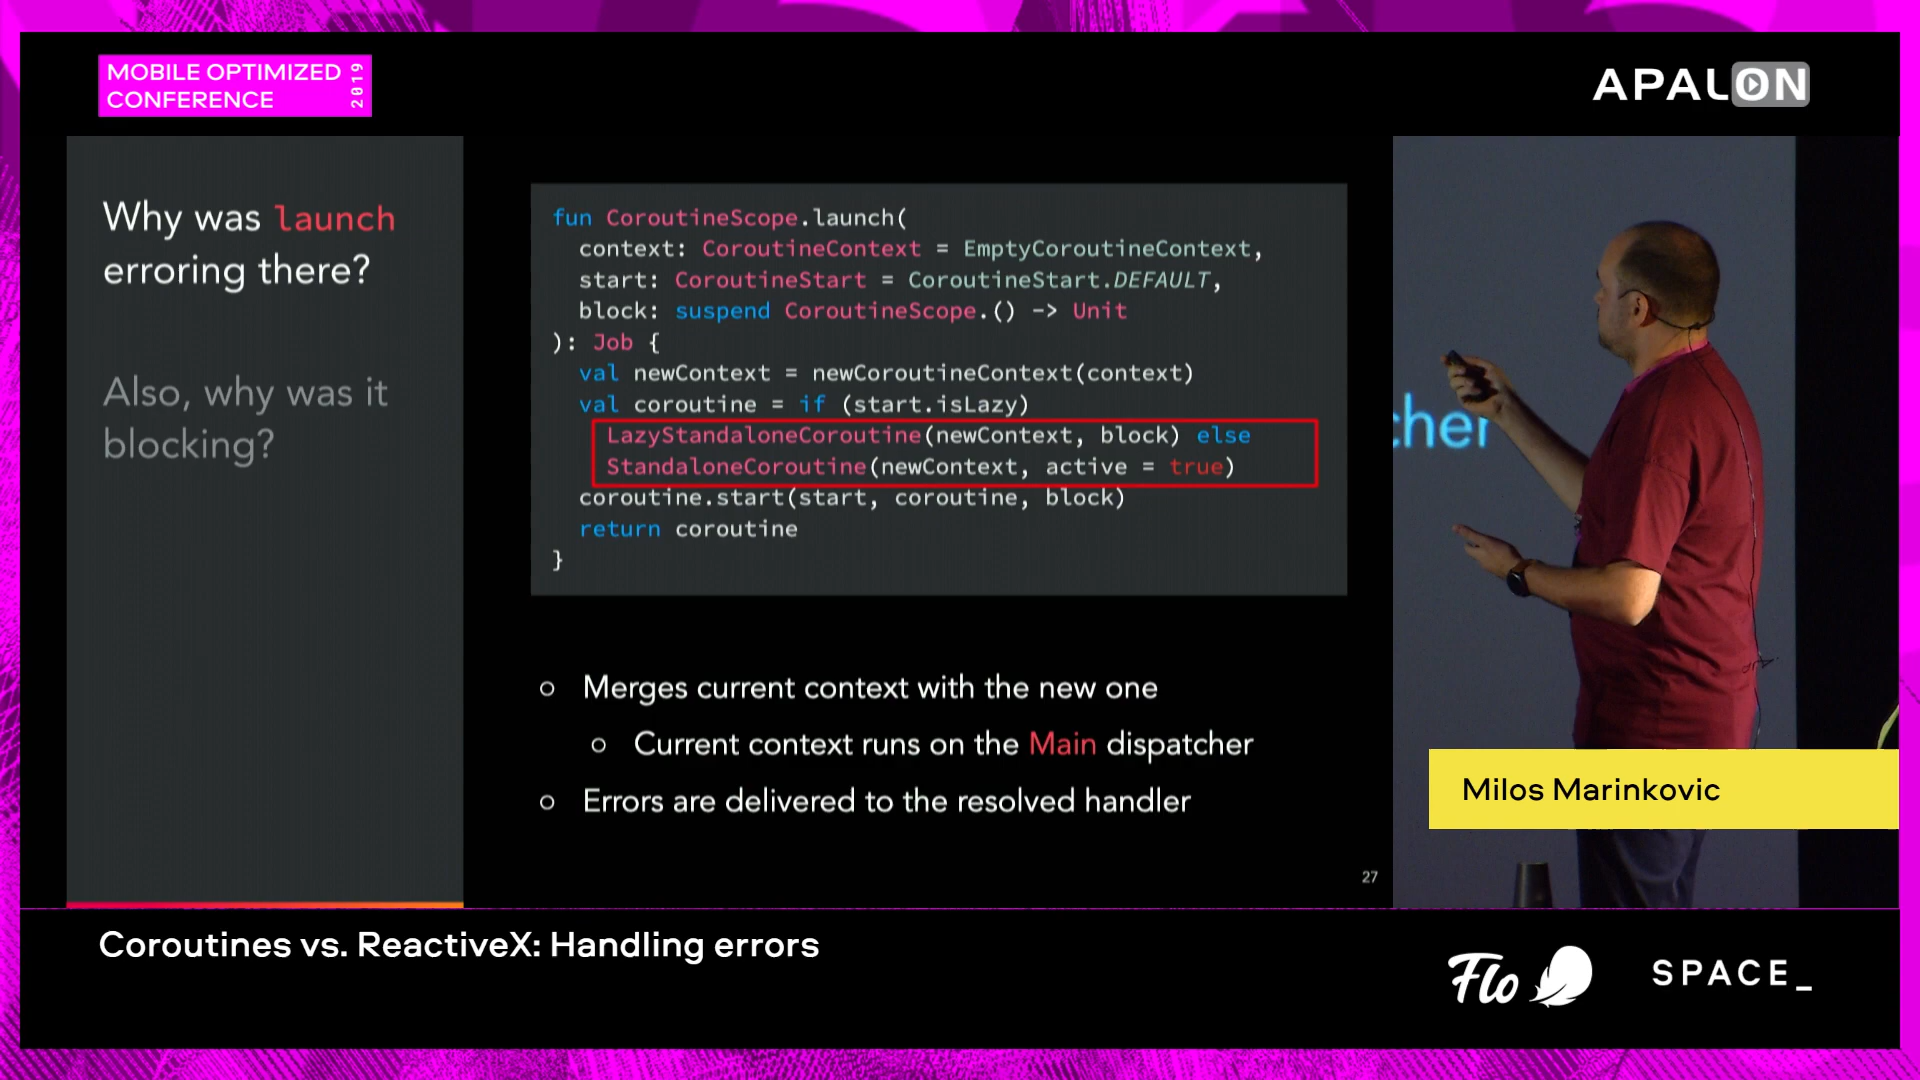 MOBILE OPTIMIZED
CONFERENCE
2019
APALON
Why was launch
erroring there?
Also, why was it
blocking?
fun CoroutineScope.launch(
context: CoroutineContext = EmptyCoroutineContext,
start: CoroutineStart = CoroutineStart.DEFAULT,
block: suspend CoroutineScope.() -> Unit
): Job {
val newContext = newCoroutineContext(context)
val coroutine = if (start.isLazy)
LazyStandaloneCoroutine(newContext, block) else
StandaloneCoroutine(newContext, active = true)
coroutine.start(start, coroutine, block)
return coroutine
}
Merges current context with the new one
Current context runs on the Main dispatcher
Errors are delivered to the resolved handler
27
cher
Milos Marinkovic
Coroutines vs. ReactiveX: Handling errors
Flo
SPACE_